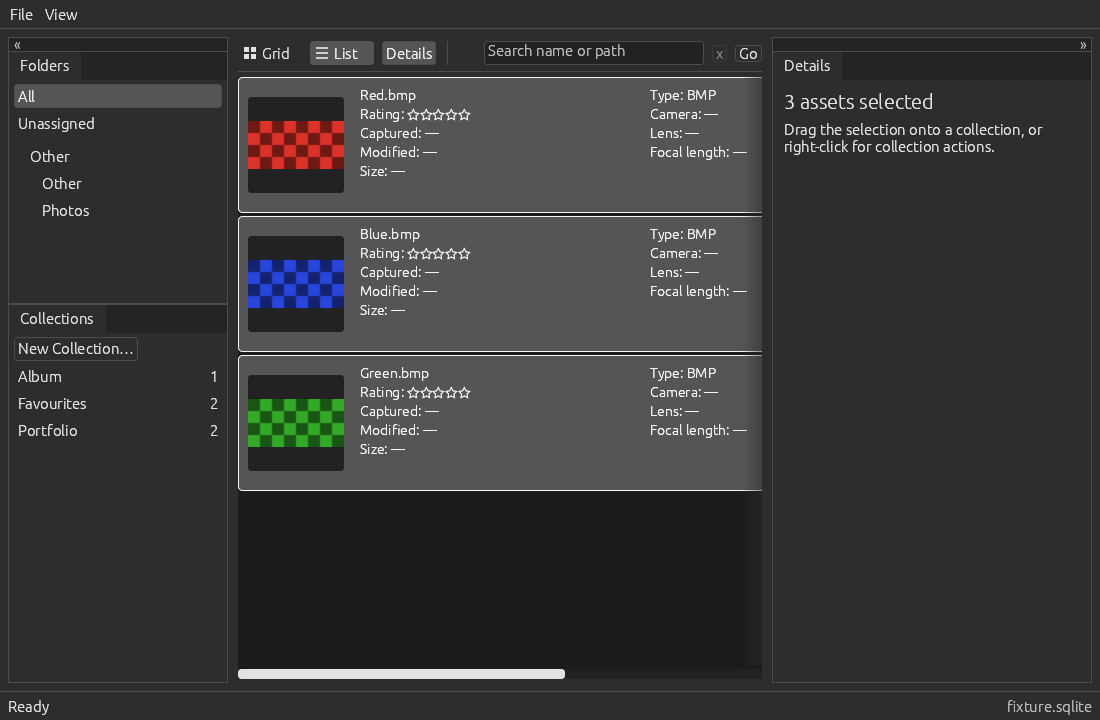 File View
«
Folders
All
Unassigned
Other
Other
Photos
Collections
New Collection...
Album 1
Favourites 2
Portfolio 2
Grid List Details Search name or path x Go
Red.bmp
Rating: ☆☆☆☆☆
Captured: —
Modified: —
Size: —
Type: BMP
Camera: —
Lens: —
Focal length: —
Blue.bmp
Rating: ☆☆☆☆☆
Captured: —
Modified: —
Size: —
Type: BMP
Camera: —
Lens: —
Focal length: —
Green.bmp
Rating: ☆☆☆☆☆
Captured: —
Modified: —
Size: —
Type: BMP
Camera: —
Lens: —
Focal length: —
»
Details
3 assets selected
Drag the selection onto a collection, or
right-click for collection actions.
Ready
fixture.sqlite